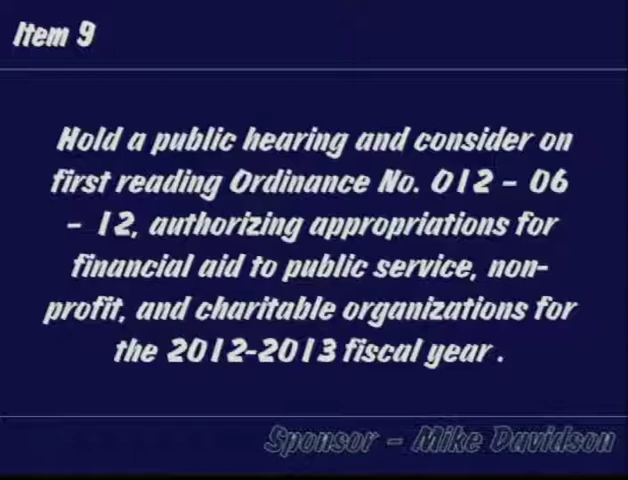 Item 9
Hold a public hearing and consider on
first reading Ordinance No. 012 - 06
- 12, authorizing appropriations for
financial aid to public service, non-
profit, and charitable organizations for
the 2012-2013 fiscal year .
Sponsor - Mike Davidson